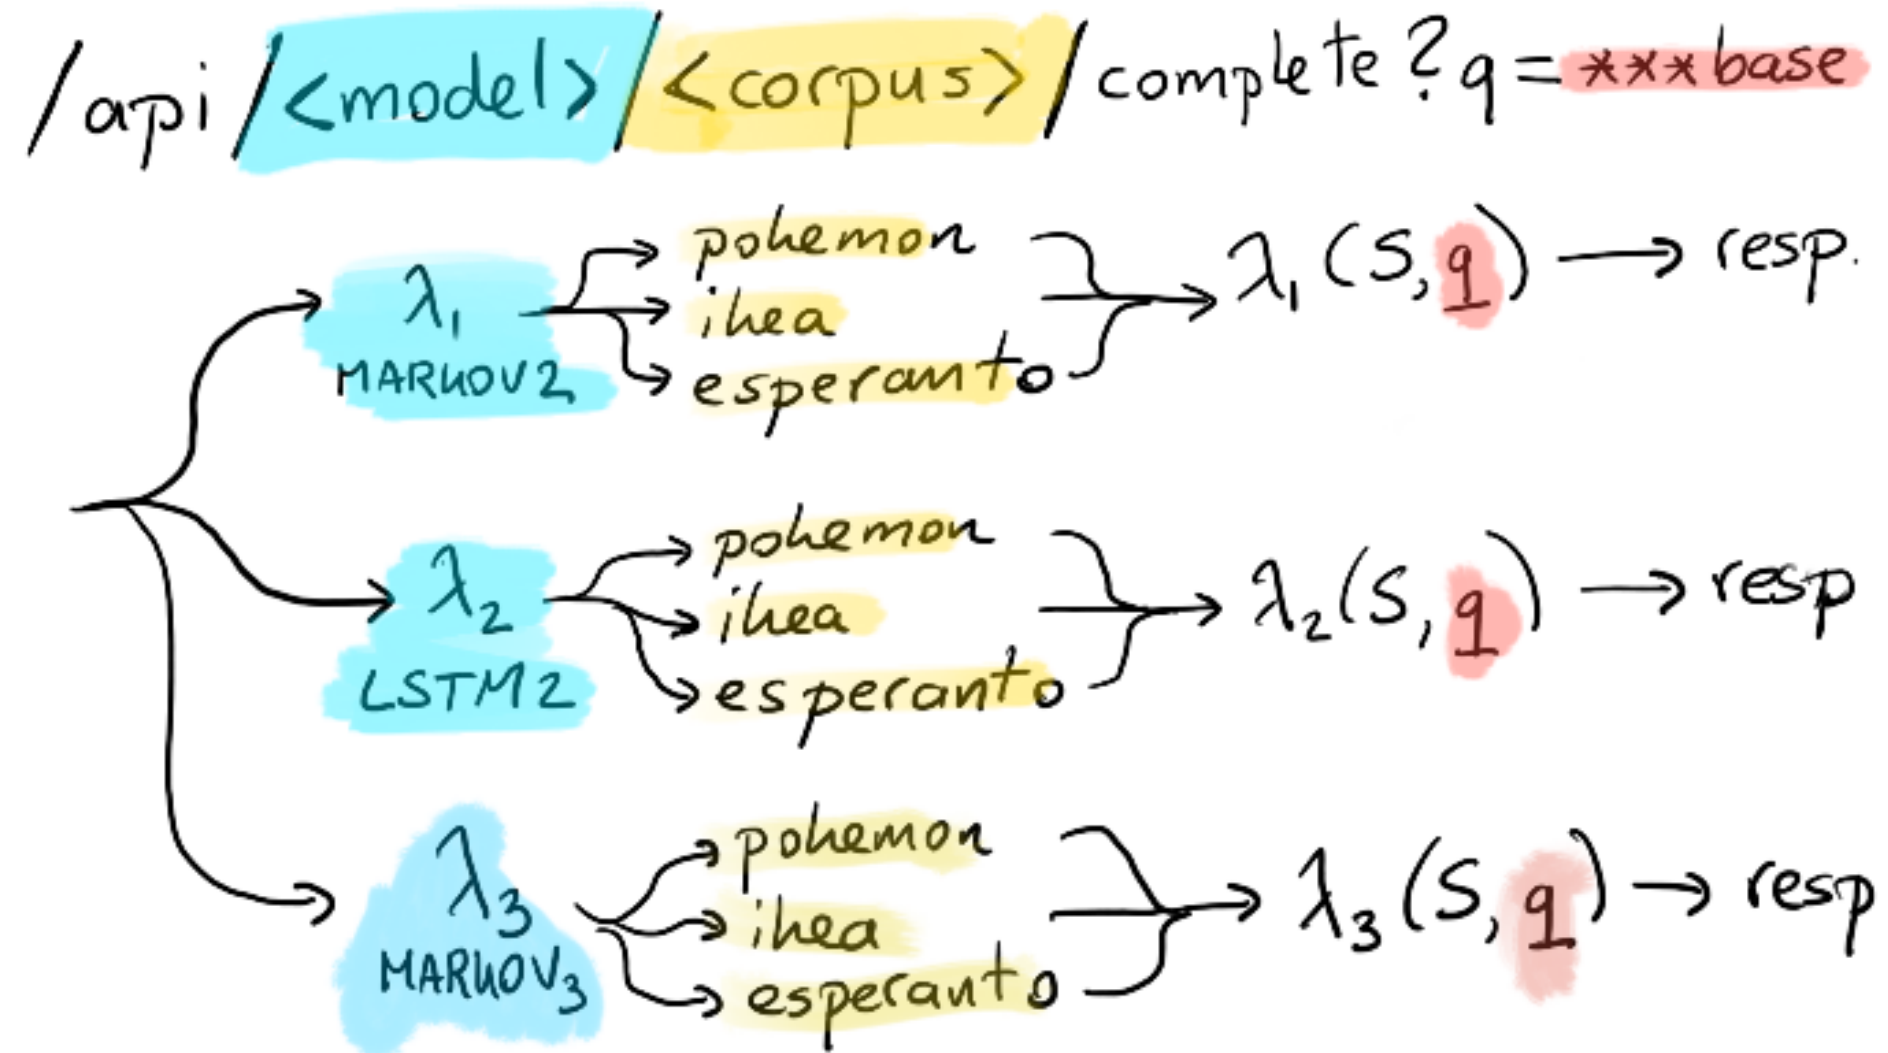 /api/<model>/<corpus>/complete?q=***base
λ1 MARKOV2
pokemon
ikea
esperanto
λ1(S,q) → resp.
λ2 LSTM2
pokemon
ikea
esperanto
λ2(S,q) → resp
λ3 MARKOV3
pokemon
ikea
esperanto
λ3(S,q) → resp